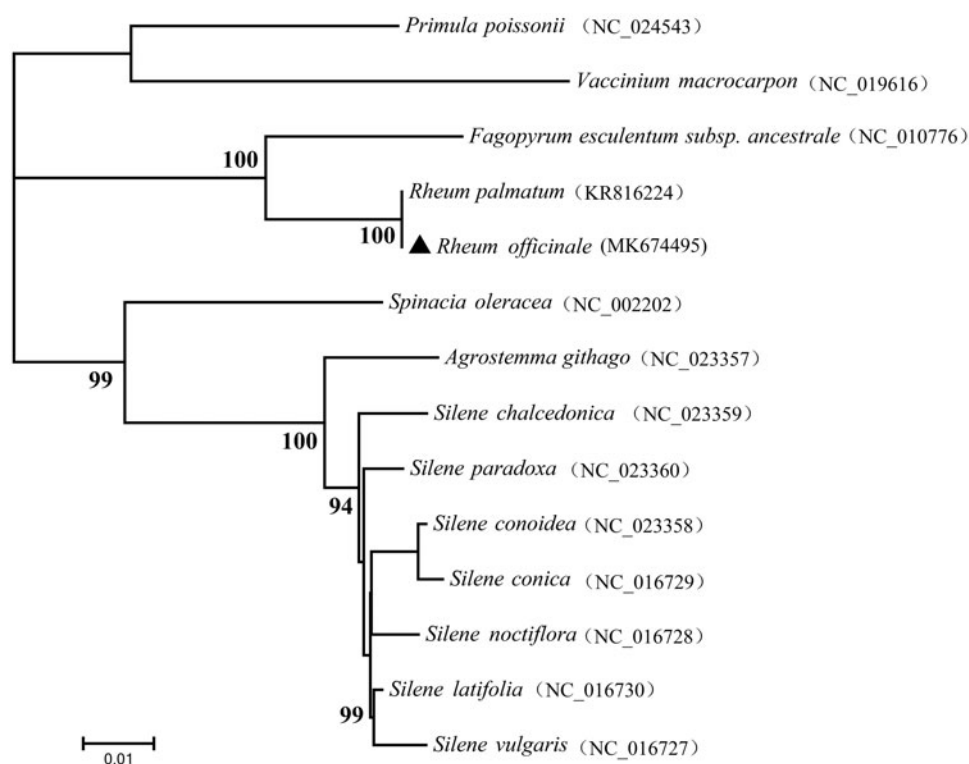 Primula poissonii （NC_024543）
Vaccinium macrocarpon （NC_019616）
Fagopyrum esculentum subsp. ancestrale （NC_010776）
100
Rheum palmatum （KR816224）
100
▲ Rheum officinale (MK674495)
Spinacia oleracea （NC_002202）
Agrostemma githago （NC_023357）
99
Silene chalcedonica （NC_023359）
100
Silene paradoxa （NC_023360）
94
Silene conoidea （NC_023358）
Silene conica （NC_016729）
Silene noctiflora （NC_016728）
Silene latifolia （NC_016730）
99
Silene vulgaris （NC_016727）
0.01